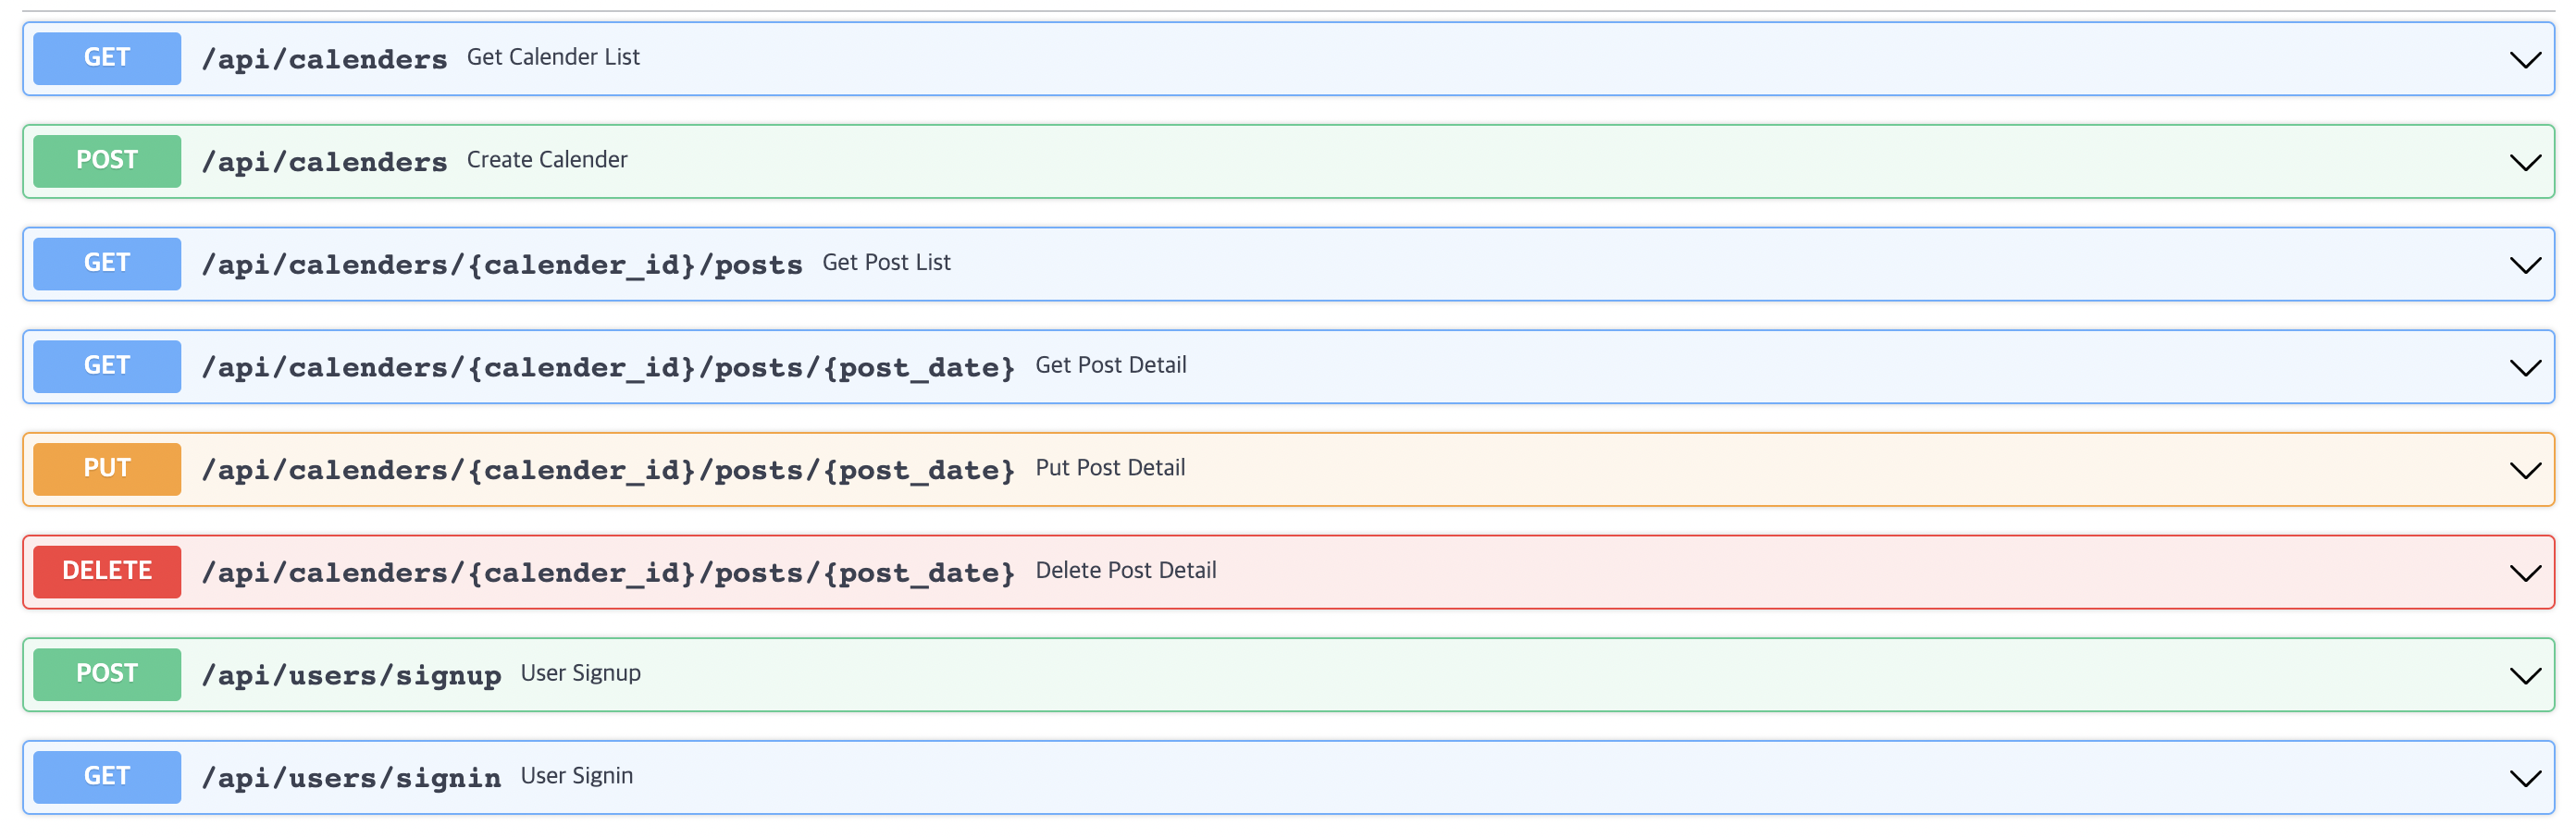 GET /api/calenders Get Calender List
POST /api/calenders Create Calender
GET /api/calenders/{calender_id}/posts Get Post List
GET /api/calenders/{calender_id}/posts/{post_date} Get Post Detail
PUT /api/calenders/{calender_id}/posts/{post_date} Put Post Detail
DELETE /api/calenders/{calender_id}/posts/{post_date} Delete Post Detail
POST /api/users/signup User Signup
GET /api/users/signin User Signin